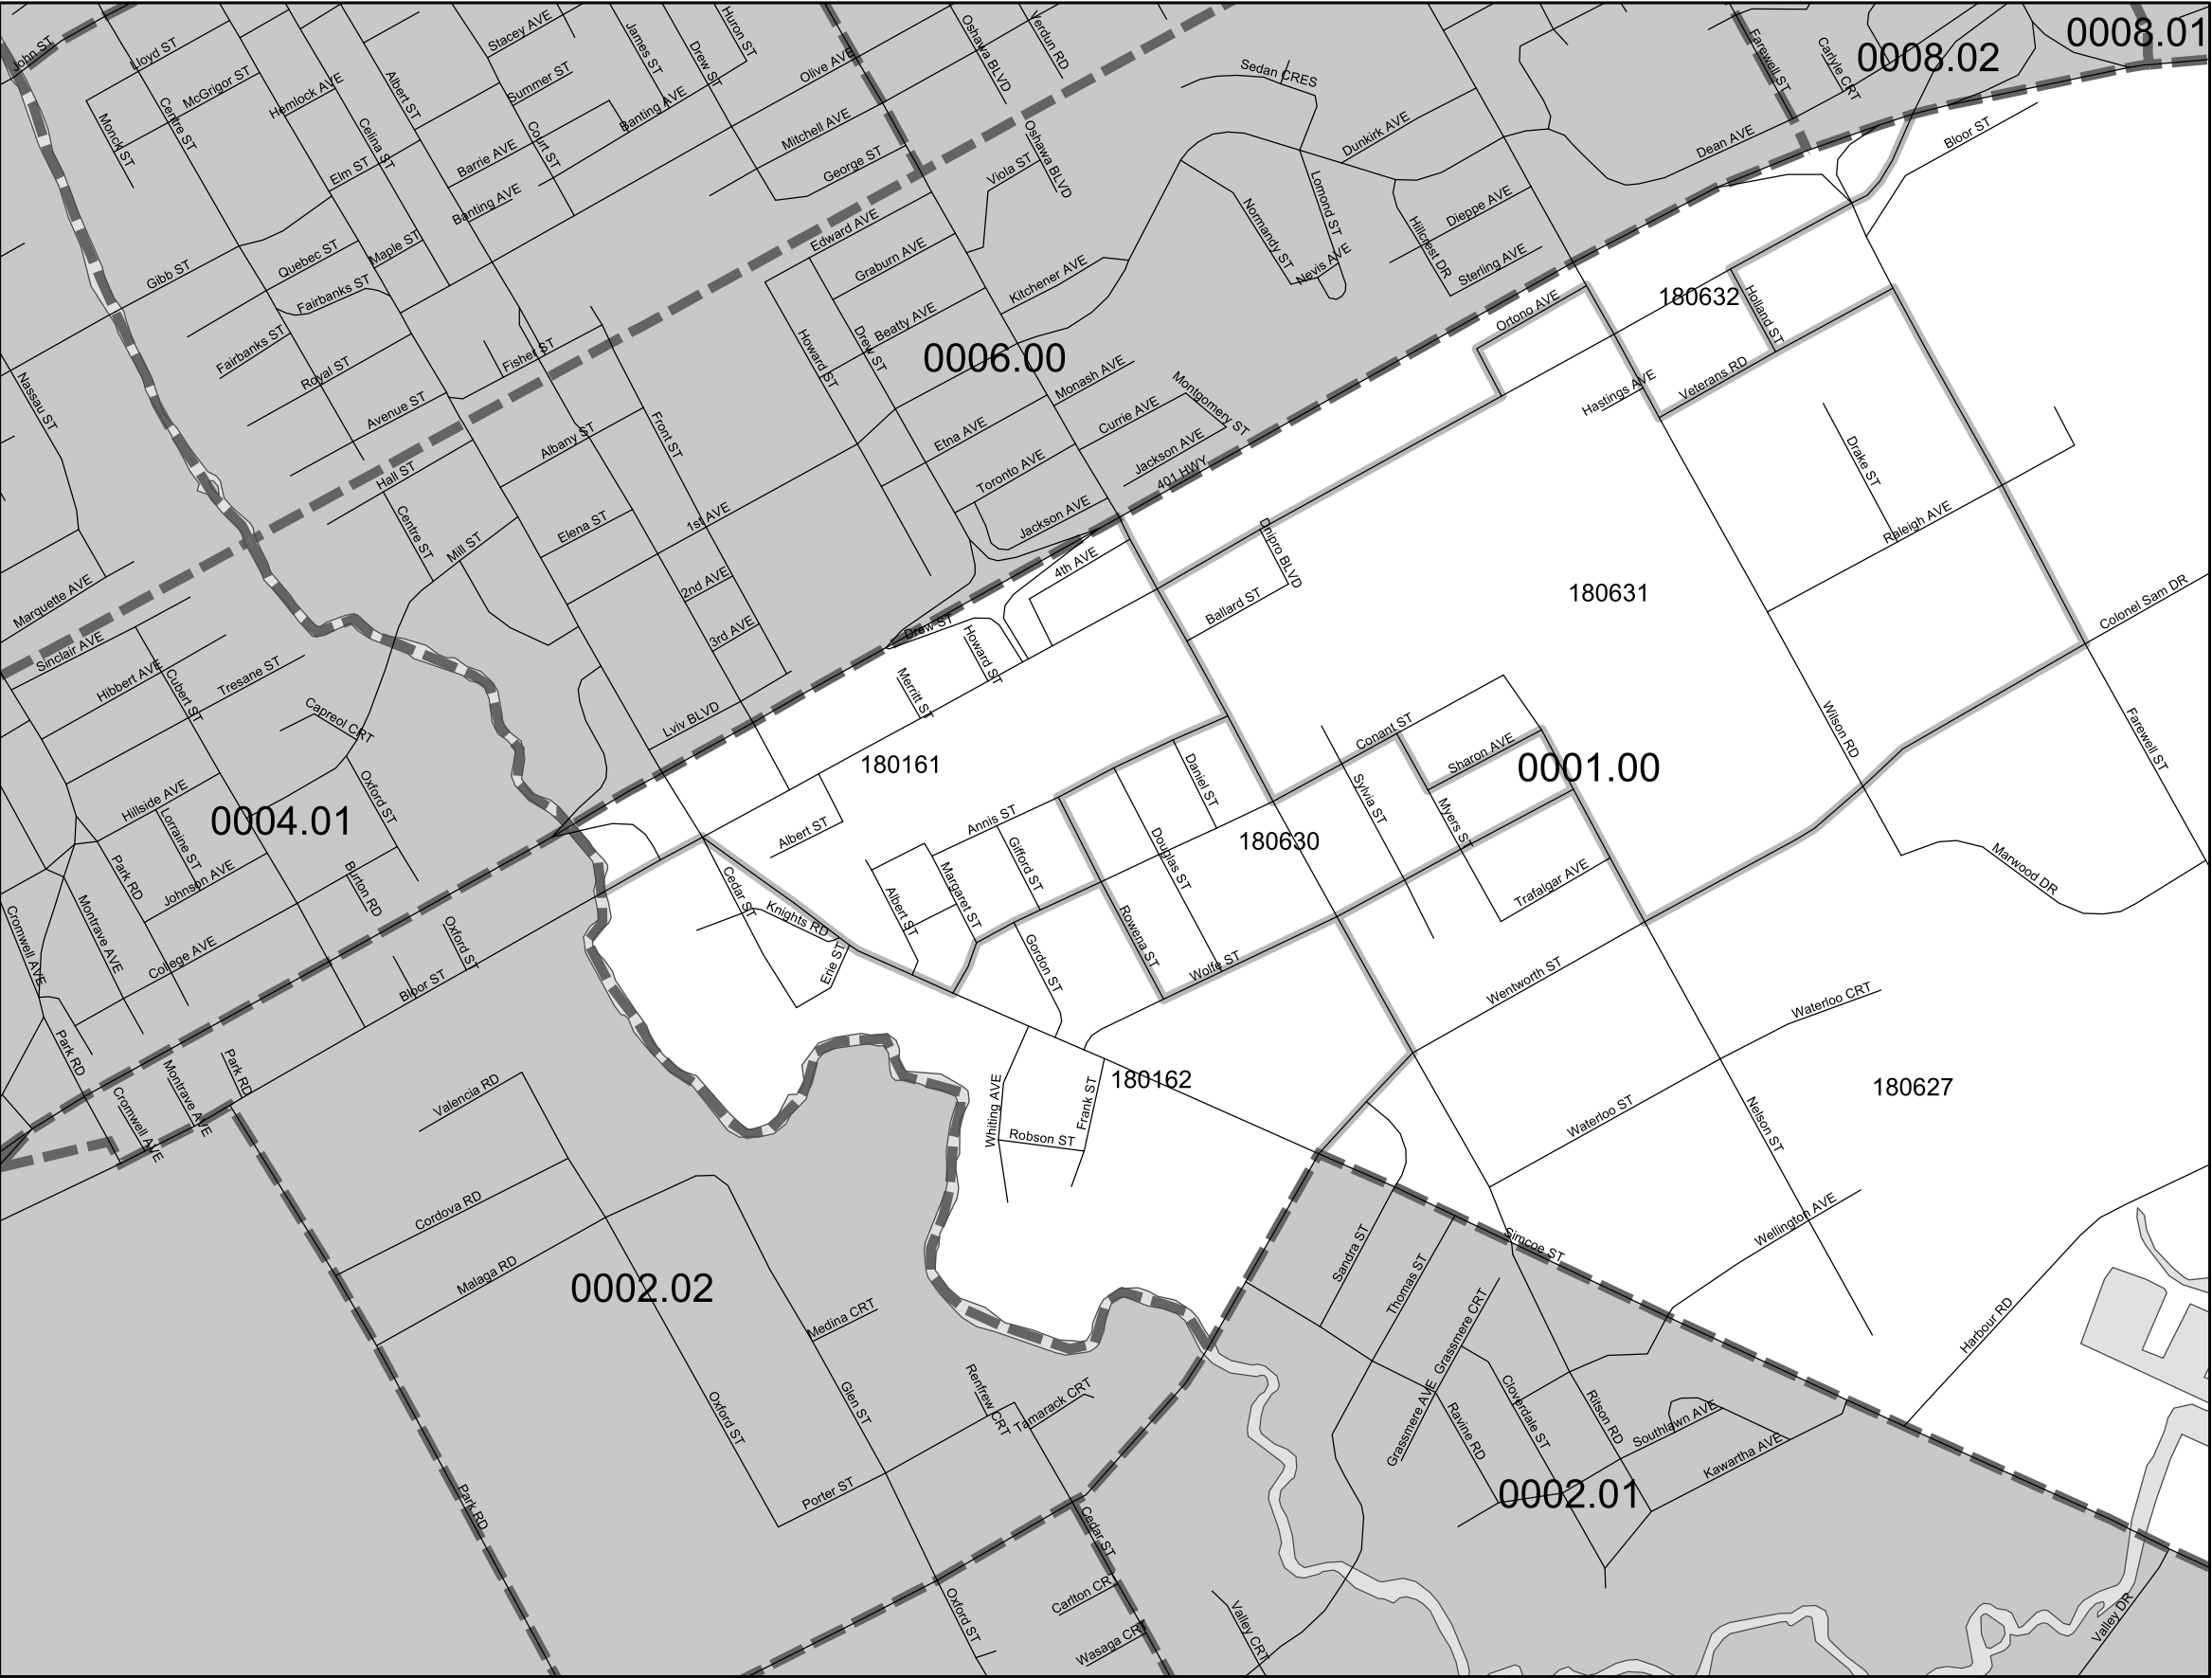 John ST
Lloyd ST
McGrigor ST
Monck ST
Centre ST
Hemlock AVE
Celina ST
Albert ST
Stacey AVE
Summer ST
Court ST
James ST
Drew ST
Huron ST
Banting AVE
Barrie AVE
Elm ST
Banting AVE
Olive AVE
Mitchell AVE
George ST
Oshawa BLVD
Verdun RD
Oshawa BLVD
Viola ST
Sedan CRES
Dunkirk AVE
Lomond ST
Normandy ST
Nevis AVE
Hillcrest DR
Dieppe AVE
Sterling AVE
Farewell ST
Carlyle CRT
Dean AVE
0008.02
0008.01
Bloor ST
Gibb ST
Quebec ST
Maple ST
Fairbanks ST
Fairbanks ST
Royal ST
Avenue ST
Fisher ST
Edward AVE
Graburn AVE
Beatty AVE
Kitchener AVE
Howard ST
Drew ST
0006.00
Monash AVE
Montgomery ST
Currie AVE
Etna AVE
Toronto AVE
Jackson AVE
401 HWY
Jackson AVE
Nassau ST
Hall ST
Albany ST
Front ST
Centre ST
Mill ST
Elena ST
1st AVE
2nd AVE
3rd AVE
4th AVE
Lviv BLVD
Marquette AVE
Sinclair AVE
Hibbert AVE
Cubert ST
Tresane ST
Capreol CRT
Oxford ST
Hillside AVE
0004.01
Lorraine ST
Johnson AVE
Park RD
Burton RD
Montrave AVE
Cromwell AVE
College AVE
Oxford ST
Bloor ST
Park RD
Park RD
Montrave AVE
Cromwell AVE
180632
Ortono AVE
Holland ST
Hastings AVE
Veterans RD
Drake ST
Raleigh AVE
Dnipro BLVD
Ballard ST
180631
Colonel Sam DR
Wilson RD
Farewell ST
Marwood DR
Drew ST
Howard ST
Merritt ST
180161
Albert ST
Annis ST
Daniel ST
Conant ST
Sharon AVE
0001.00
Sylvia ST
Myers ST
Trafalgar AVE
180630
Douglas ST
Gifford ST
Margaret ST
Albert ST
Cedar ST
Knights RD
Erie ST
Gordon ST
Rowena ST
Wolfe ST
Wentworth ST
Waterloo CRT
180162
180627
Whiting AVE
Frank ST
Robson ST
Waterloo ST
Nelson ST
Wellington AVE
Harbour RD
Simcoe ST
Sandra ST
Thomas ST
Grassmere CRT
Grassmere AVE
Ravine RD
Cloverdale ST
Ritson RD
Southlawn AVE
Kawartha AVE
0002.01
Valencia RD
Cordova RD
Malaga RD
0002.02
Medina CRT
Glen ST
Oxford ST
Renfrew CRT
Tamarack CRT
Porter ST
Park RD
Cedar ST
Carlton CRT
Oxford ST
Wasaga CRT
Valley CRT
Valley DR